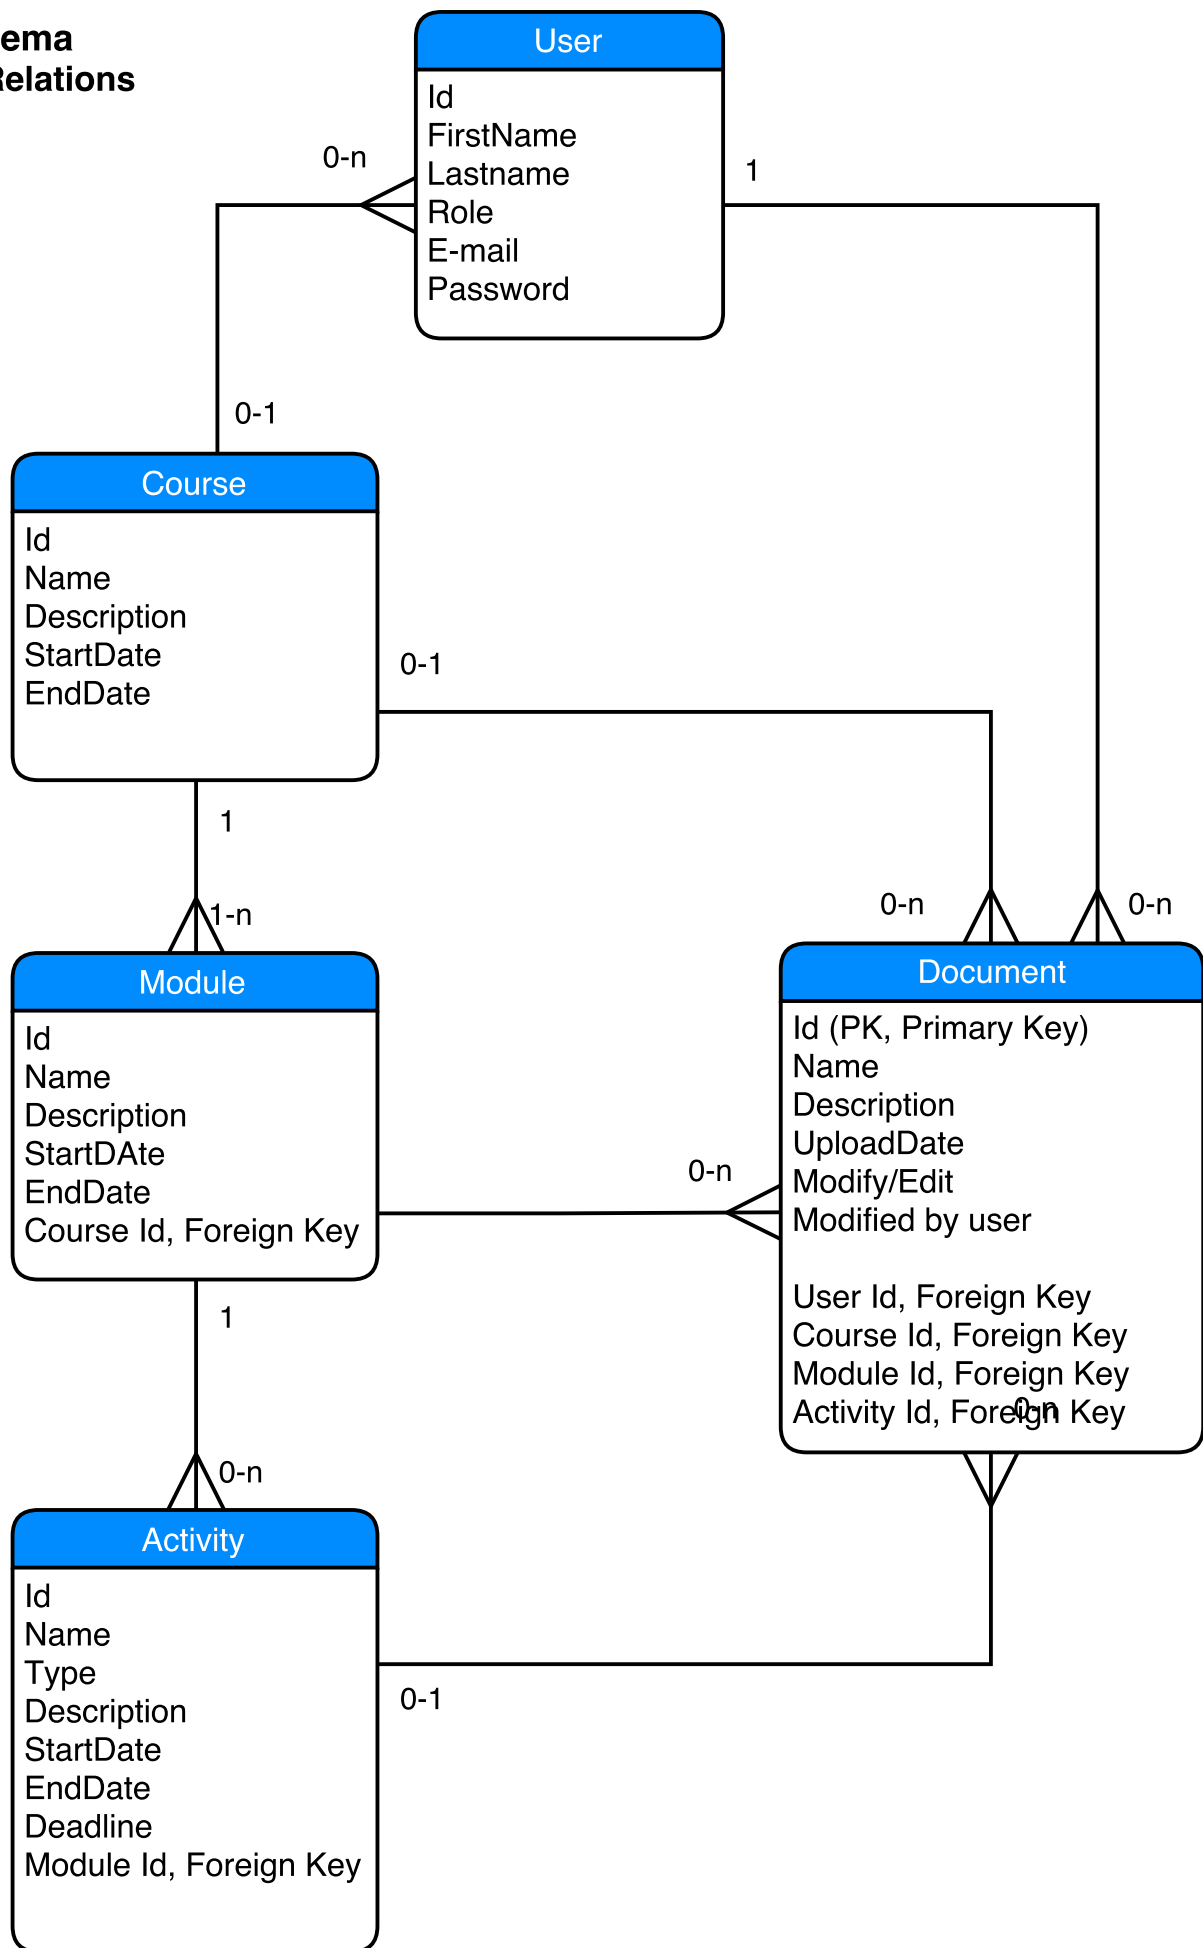 ema
Relations
User
Id
FirstName
Lastname
Role
E-mail
Password
0-n
1
0-1
Course
Id
Name
Description
StartDate
EndDate
0-1
1
1-n
0-n
0-n
Module
Id
Name
Description
StartDAte
EndDate
Course Id, Foreign Key
0-n
Document
Id (PK, Primary Key)
Name
Description
UploadDate
Modify/Edit
Modified by user
User Id, Foreign Key
Course Id, Foreign Key
Module Id, Foreign Key
Activity Id, Foreign Key
0-n
1
0-n
Activity
Id
Name
Type
Description
StartDate
EndDate
Deadline
Module Id, Foreign Key
0-1